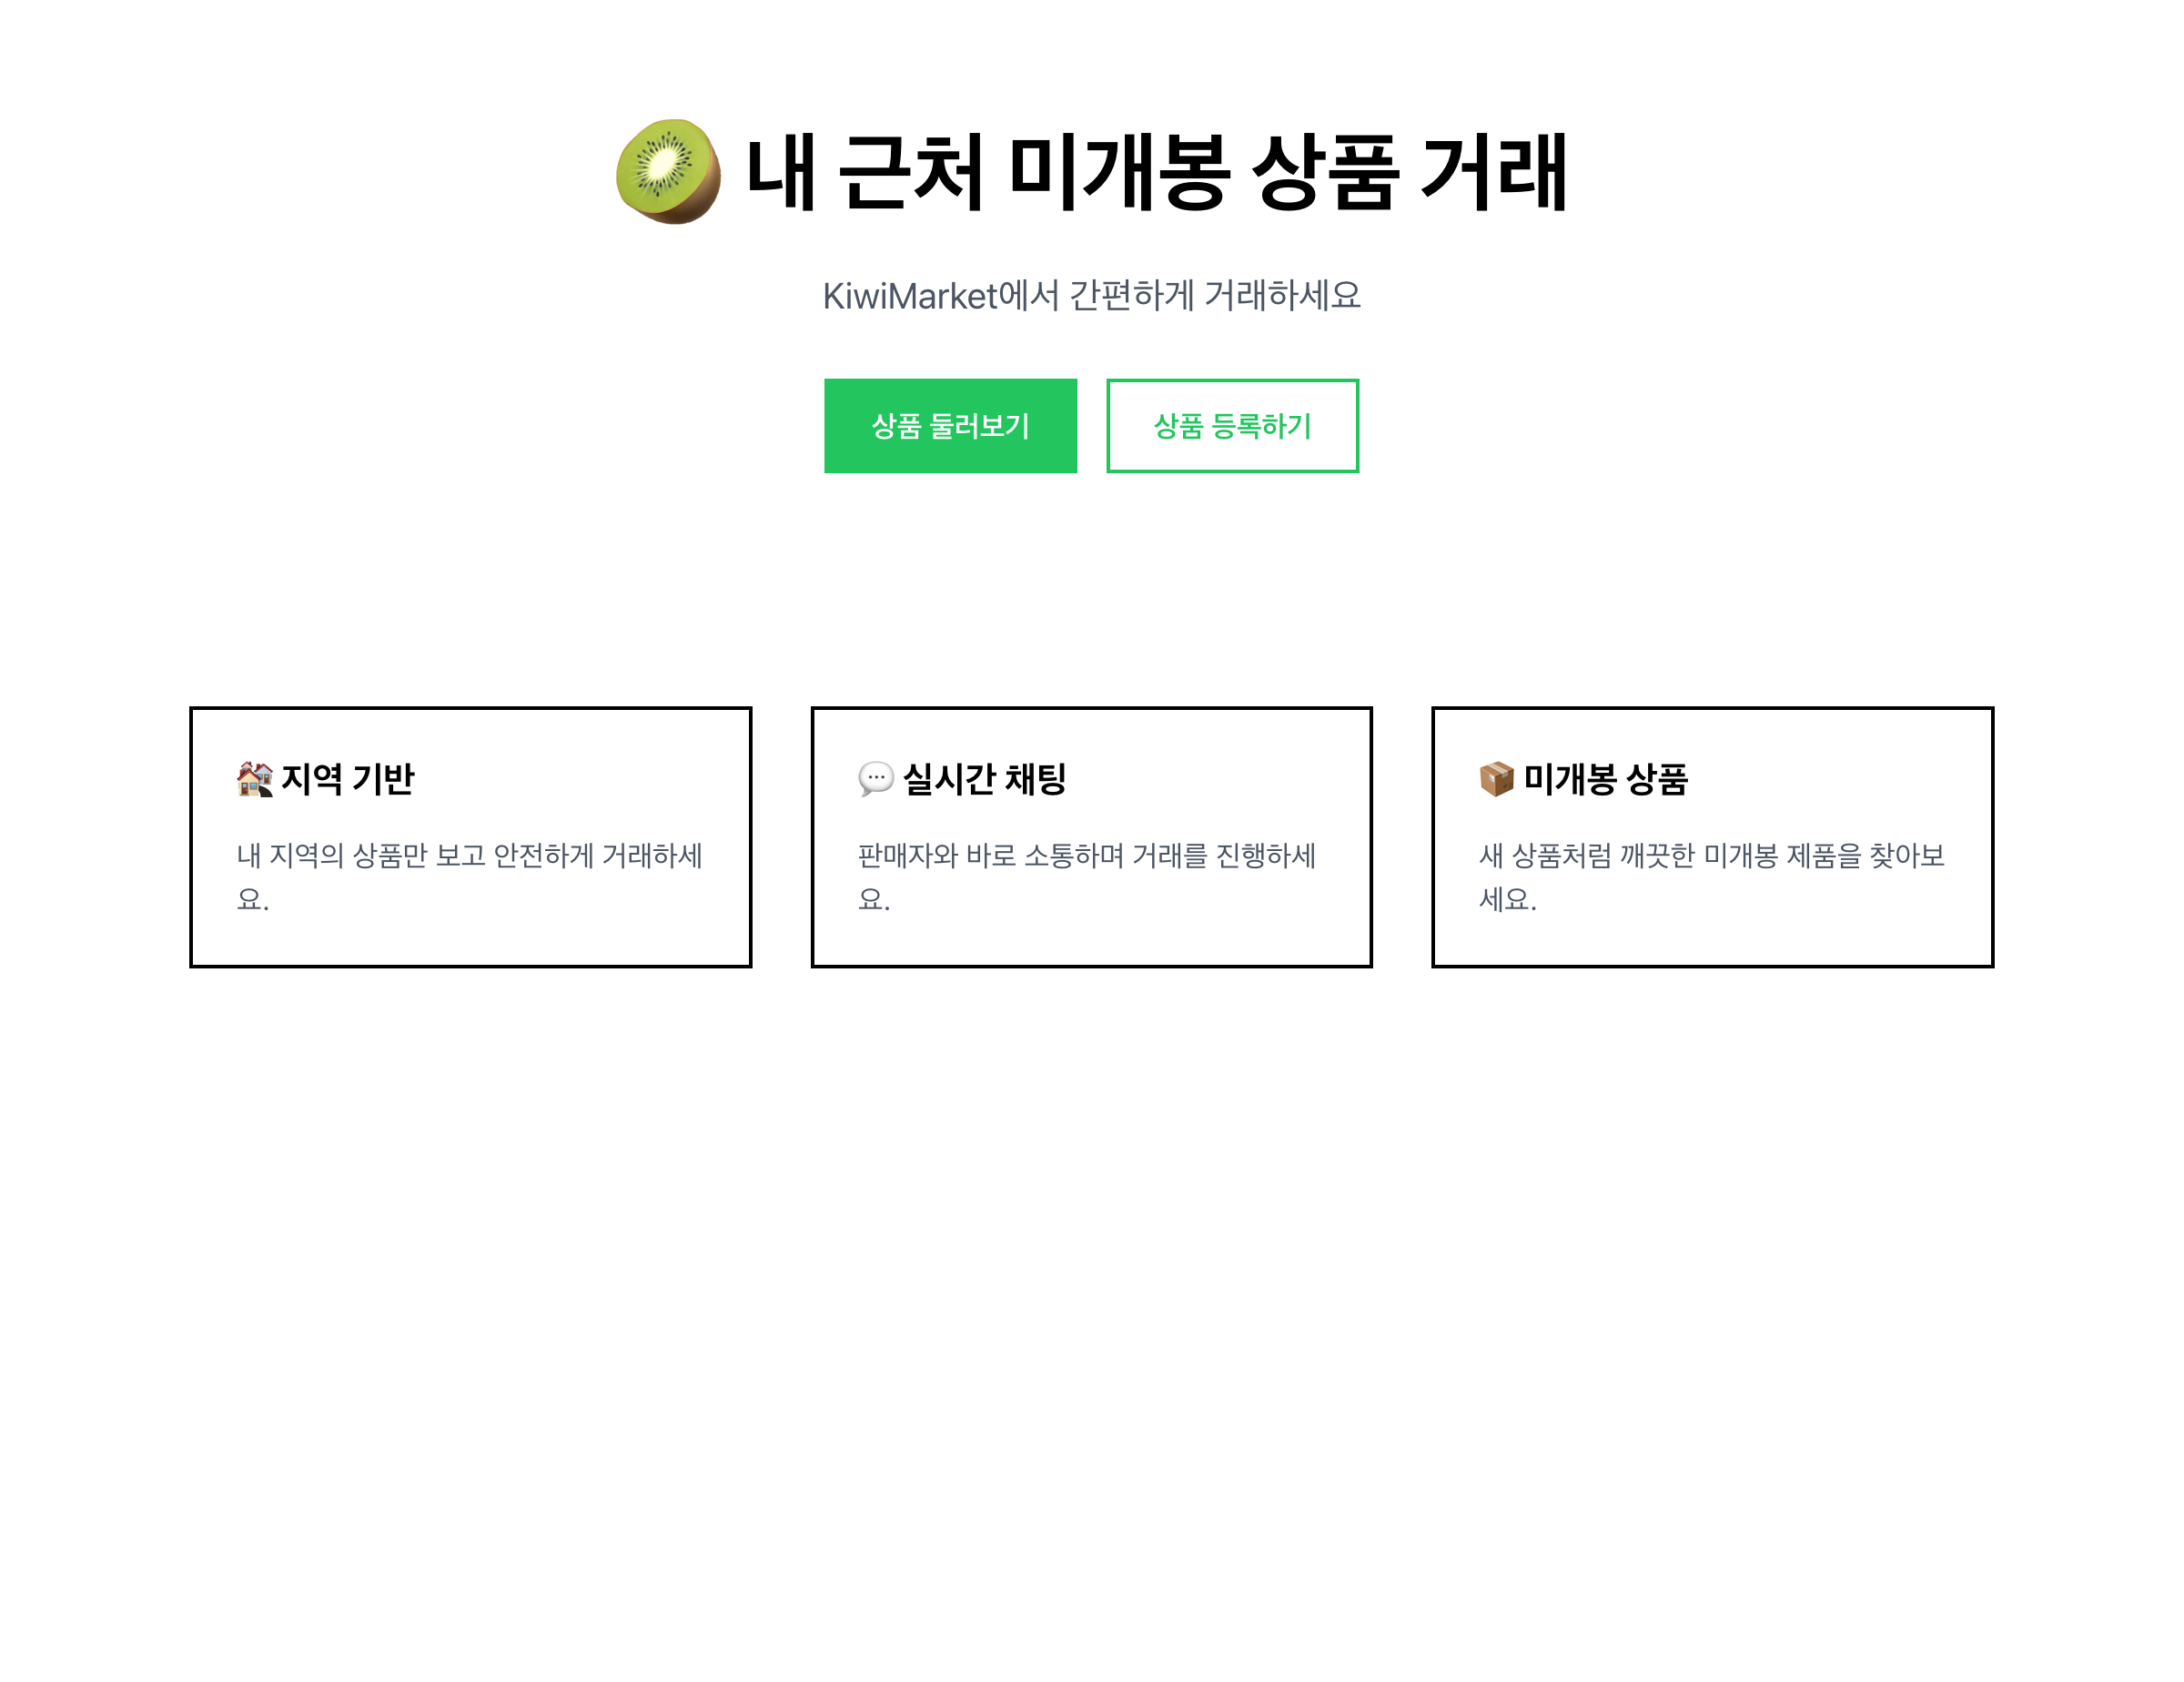 내 근처 미개봉 상품 거래
KiwiMarket에서 간편하게 거래하세요
상품 둘러보기
상품 등록하기
지역 기반
내 지역의 상품만 보고 안전하게 거래하세
요.
실시간 채팅
판매자와 바로 소통하며 거래를 진행하세
요.
미개봉 상품
새 상품처럼 깨끗한 미개봉 제품을 찾아보
세요.